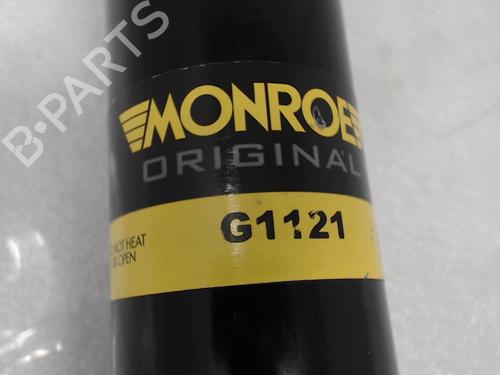 B-PARTS
MONROE
ORIGINAL
G1121
NOT HEAT
OPEN